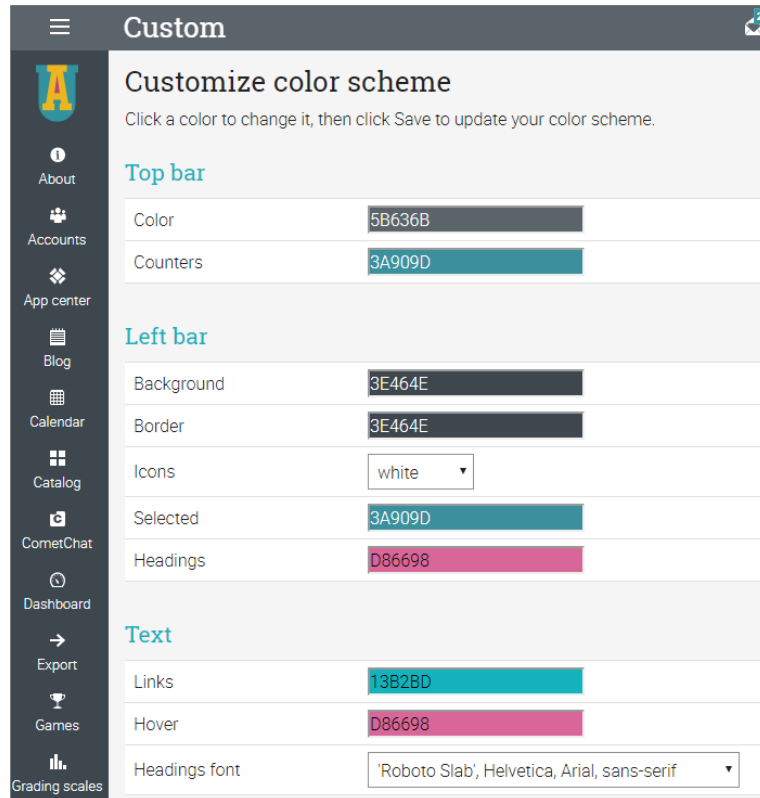 Custom
Customize color scheme
Click a color to change it, then click Save to update your color scheme.
About
Accounts
App center
Blog
Calendar
Catalog
CometChat
Dashboard
Export
Games
Grading scales
Top bar
Color 5B636B
Counters 3A909D
Left bar
Background 3E464E
Border 3E464E
Icons white
Selected 3A909D
Headings D86698
Text
Links 13B2BD
Hover D86698
Headings font 'Roboto Slab', Helvetica, Arial, sans-serif